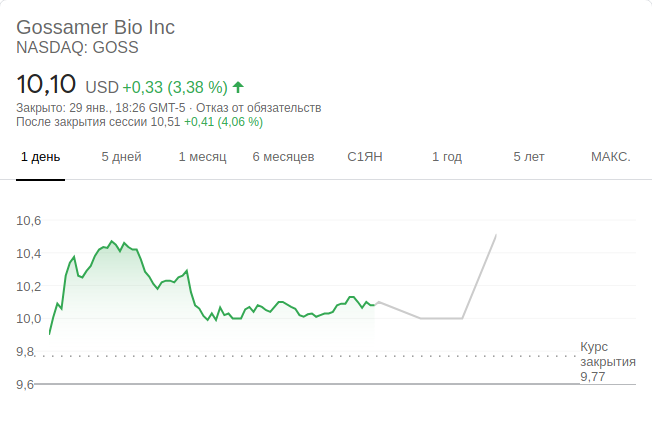 Gossamer Bio Inc
NASDAQ: GOSS
10,10 USD +0,33 (3,38 %)
Закрыто: 29 янв., 18:26 GMT-5 · Отказ от обязательств
После закрытия сессии 10,51 +0,41 (4,06 %)
1 день 5 дней 1 месяц 6 месяцев С1ЯН 1 год 5 лет МАКС.
10,6
10,4
10,2
10,0
9,8
9,6
Курс
закрытия
9,77